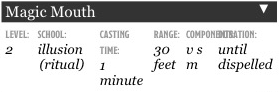 Magic Mouth ▼
LEVEL: SCHOOL: CASTING TIME: RANGE: COMPONENTS: DURATION:
2 illusion (ritual) 1 minute 30 feet v s m until dispelled